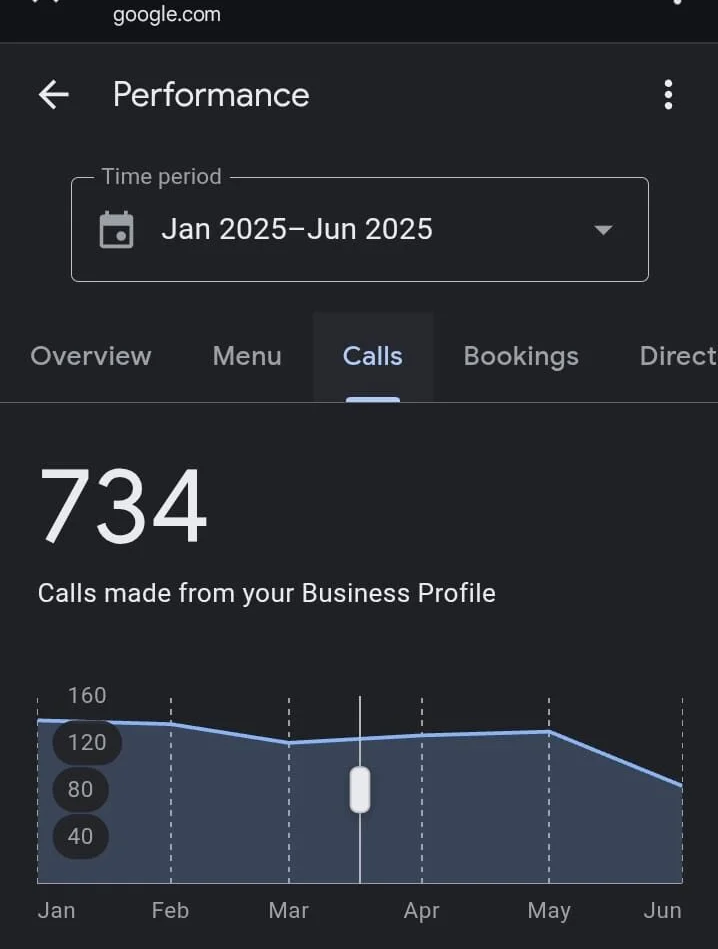 google.com
Performance
Time period
Jan 2025–Jun 2025
Overview Menu Calls Bookings Direct
734
Calls made from your Business Profile
160
120
80
40
Jan Feb Mar Apr May Jun